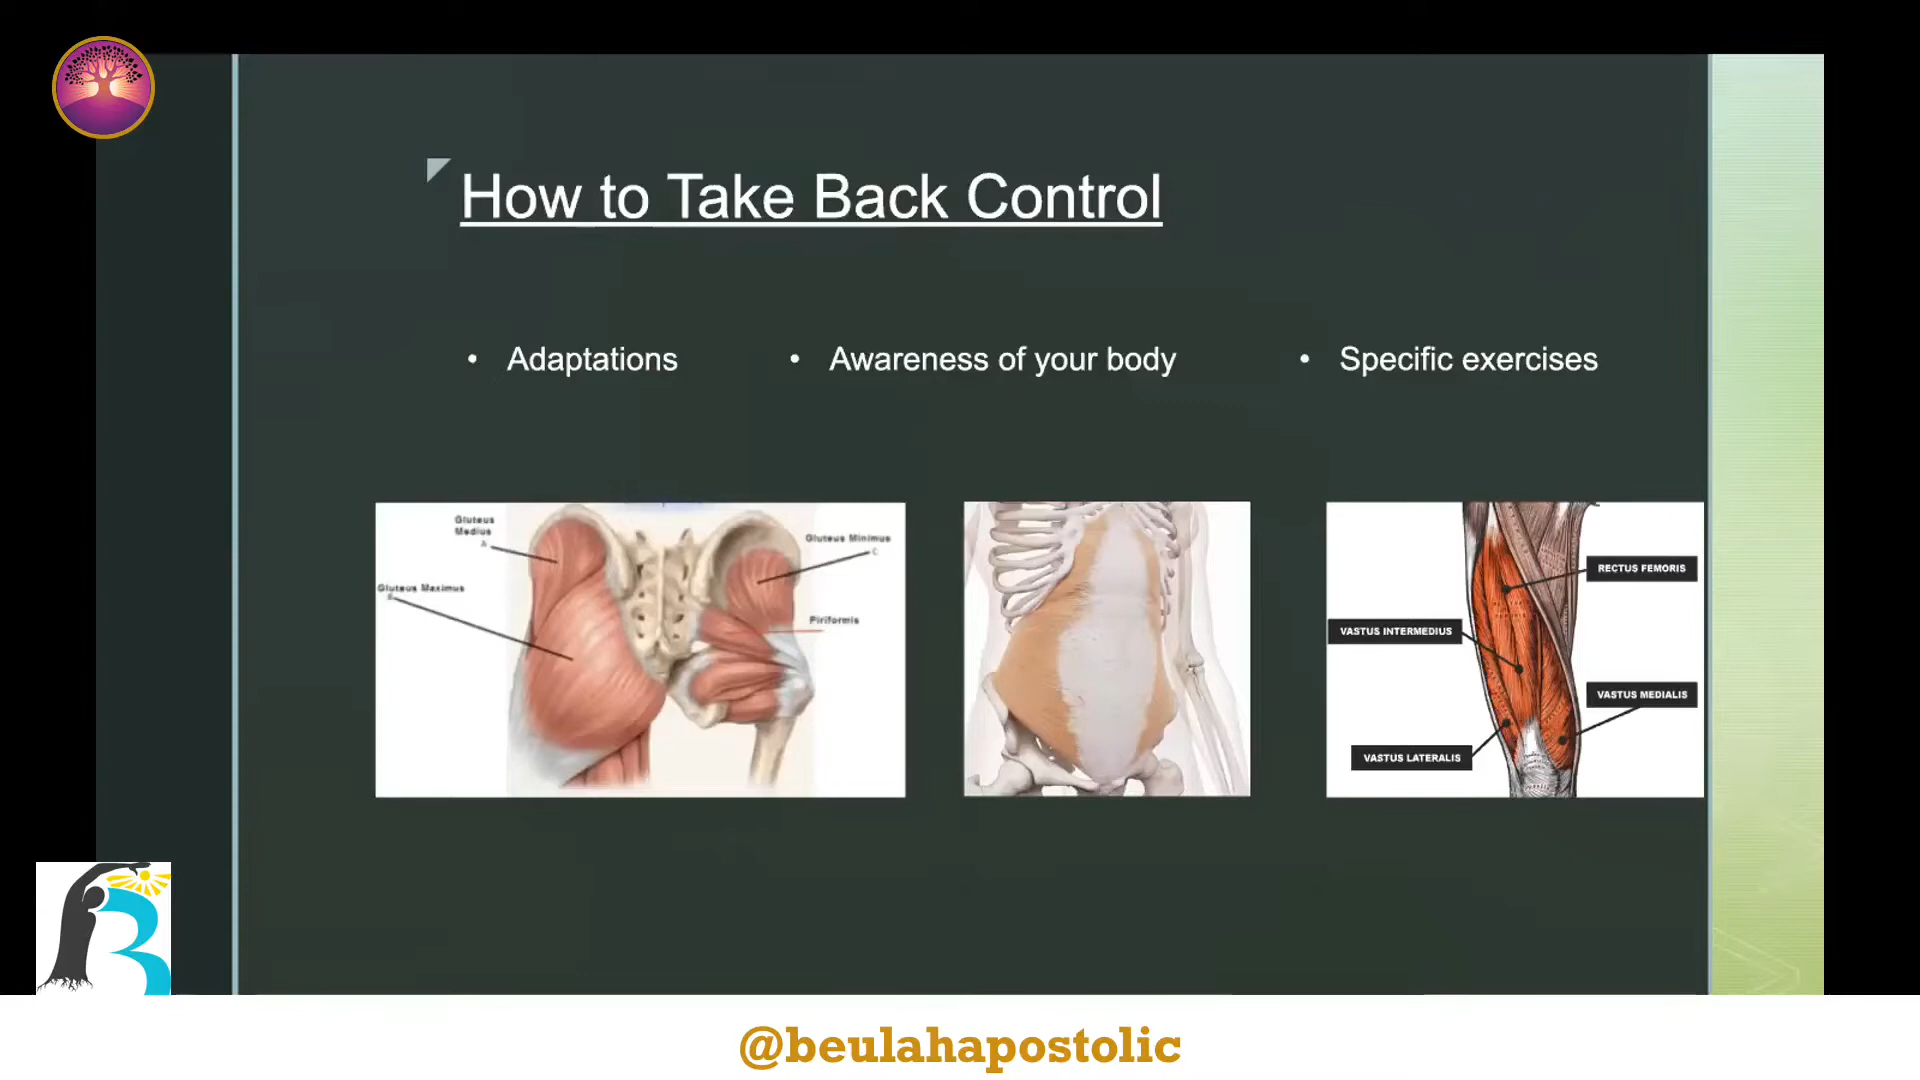 How to Take Back Control
• Adaptations
• Awareness of your body
• Specific exercises
Gluteus
Medius
A
Gluteus Maximus
B
Gluteus Minimus
C
Piriformis
RECTUS FEMORIS
VASTUS INTERMEDIUS
VASTUS MEDIALIS
VASTUS LATERALIS
B
@beulahapostolic